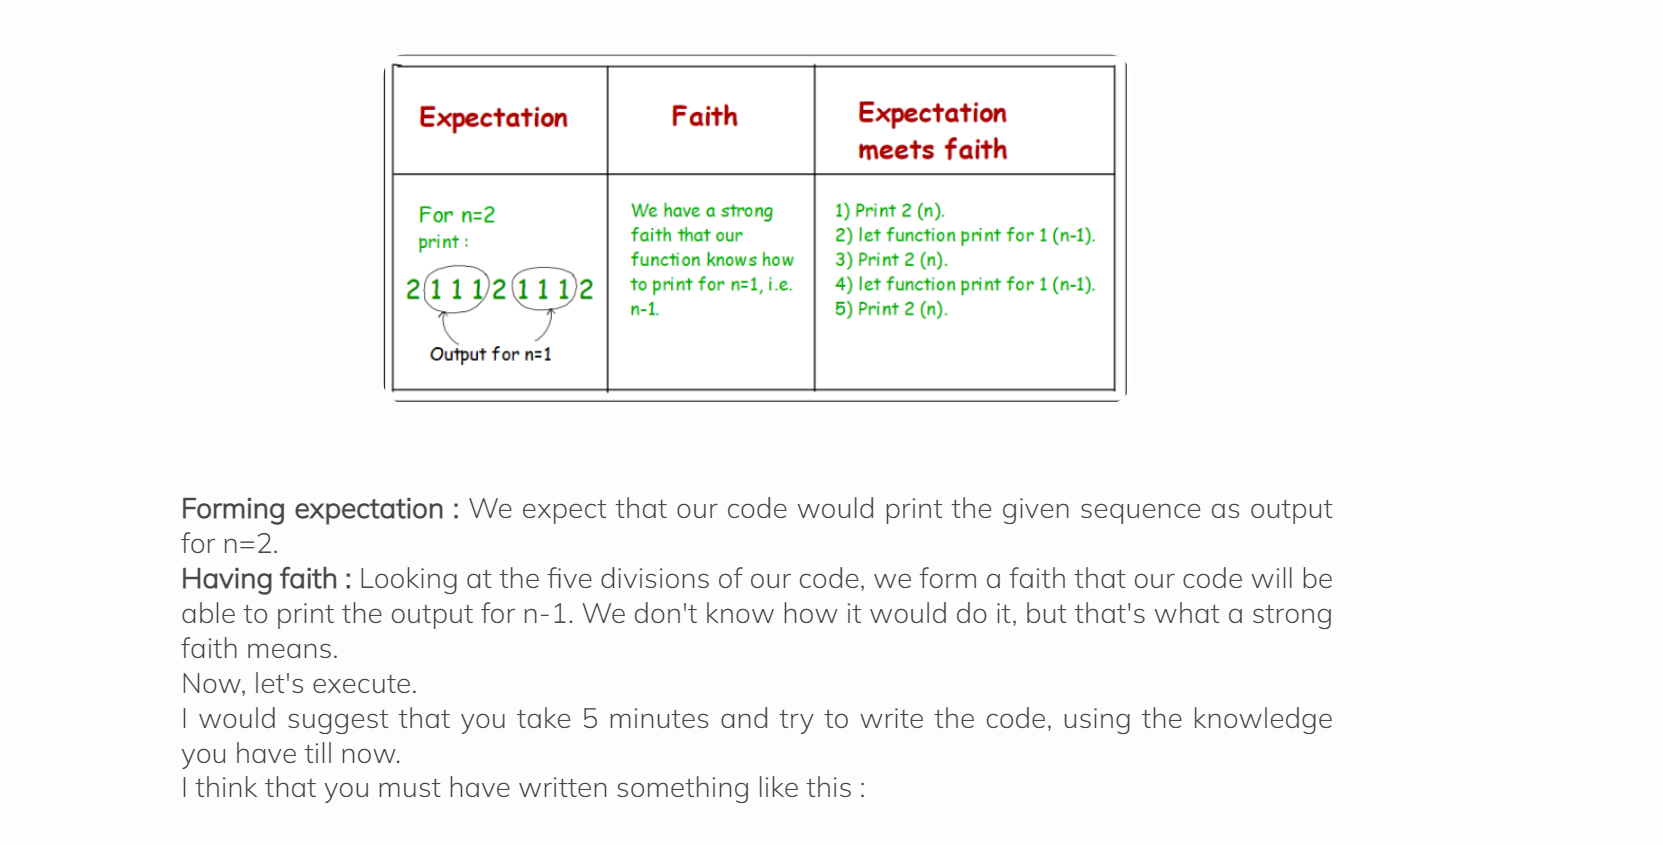 Expectation
Faith
Expectation
meets faith
For n=2
print :
2 1 1 1 2 1 1 1 2
Output for n=1
We have a strong
faith that our
function knows how
to print for n=1, i.e.
n-1.
1) Print 2 (n).
2) let function print for 1 (n-1).
3) Print 2 (n).
4) let function print for 1 (n-1).
5) Print 2 (n).
Forming expectation : We expect that our code would print the given sequence as output
for n=2.
Having faith : Looking at the five divisions of our code, we form a faith that our code will be
able to print the output for n-1. We don't know how it would do it, but that's what a strong
faith means.
Now, let's execute.
I would suggest that you take 5 minutes and try to write the code, using the knowledge
you have till now.
I think that you must have written something like this :